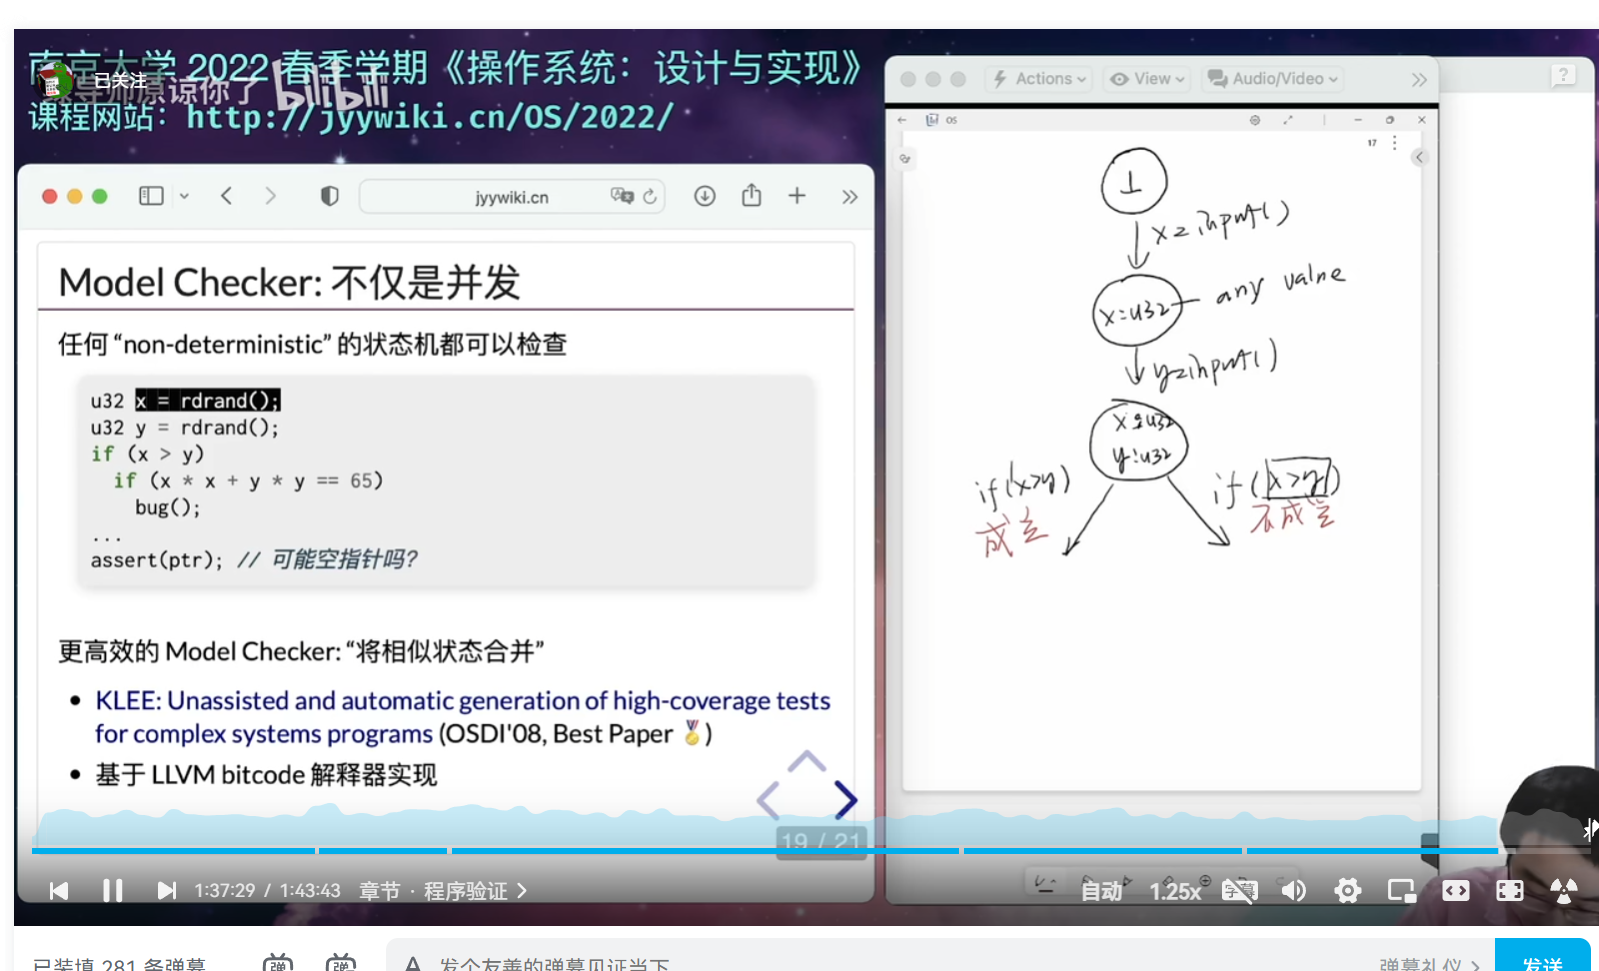 南京大学 2022 春季学期《操作系统：设计与实现》
已关注
bilibili
课程网站：http://jyywiki.cn/OS/2022/
Actions
View
Audio/Video
?
jyywiki.cn
Model Checker: 不仅是并发
任何 “non-deterministic” 的状态机都可以检查
u32 x = rdrand();
u32 y = rdrand();
if (x > y)
if (x * x + y * y == 65)
bug();
...
assert(ptr); // 可能空指针吗?
更高效的 Model Checker: “将相似状态合并”
KLEE: Unassisted and automatic generation of high-coverage tests
for complex systems programs (OSDI'08, Best Paper 🏅)
基于 LLVM bitcode 解释器实现
19 / 21
OS
17
⊥
x=input()
x:u32
any value
y=input()
x:u32
y:u32
if(x>y)
成立
if(x>y)
不成立
1:37:29 / 1:43:43 章节 · 程序验证 >
自动 1.25x 字幕
已装填 281 条弹幕
弹
弹
A 发个友善的弹幕见证当下
弹幕礼仪 >
发送